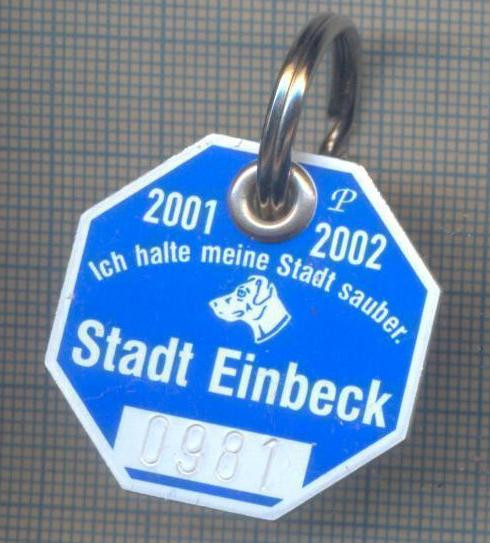 P
2001 2002
Ich halte meine Stadt sauber.
Stadt Einbeck
0981